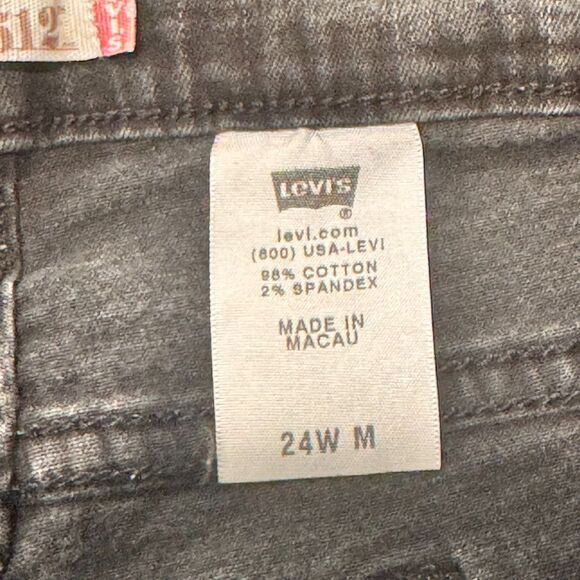 512
LEVI'S
®
levi.com
(800) USA-LEVI
98% COTTON
2% SPANDEX
MADE IN
MACAU
24W M